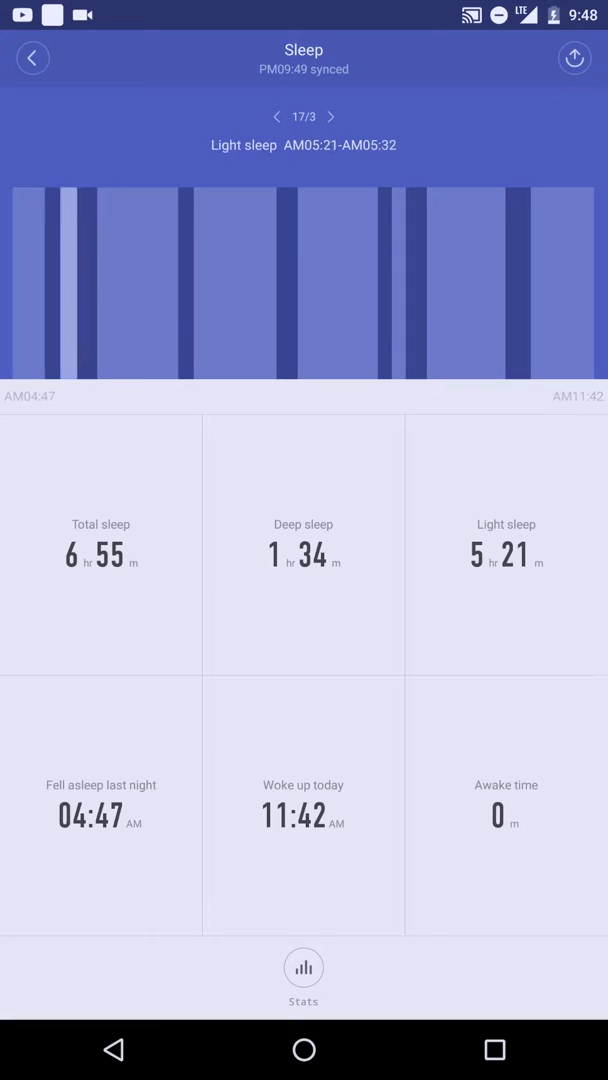 LTE 9:48
Sleep
PM09:49 synced
17/3
Light sleep AM05:21-AM05:32
AM04:47 AM11:42
Total sleep Deep sleep Light sleep
6 hr 55 m 1 hr 34 m 5 hr 21 m
Fell asleep last night Woke up today Awake time
04:47 AM 11:42 AM 0 m
Stats